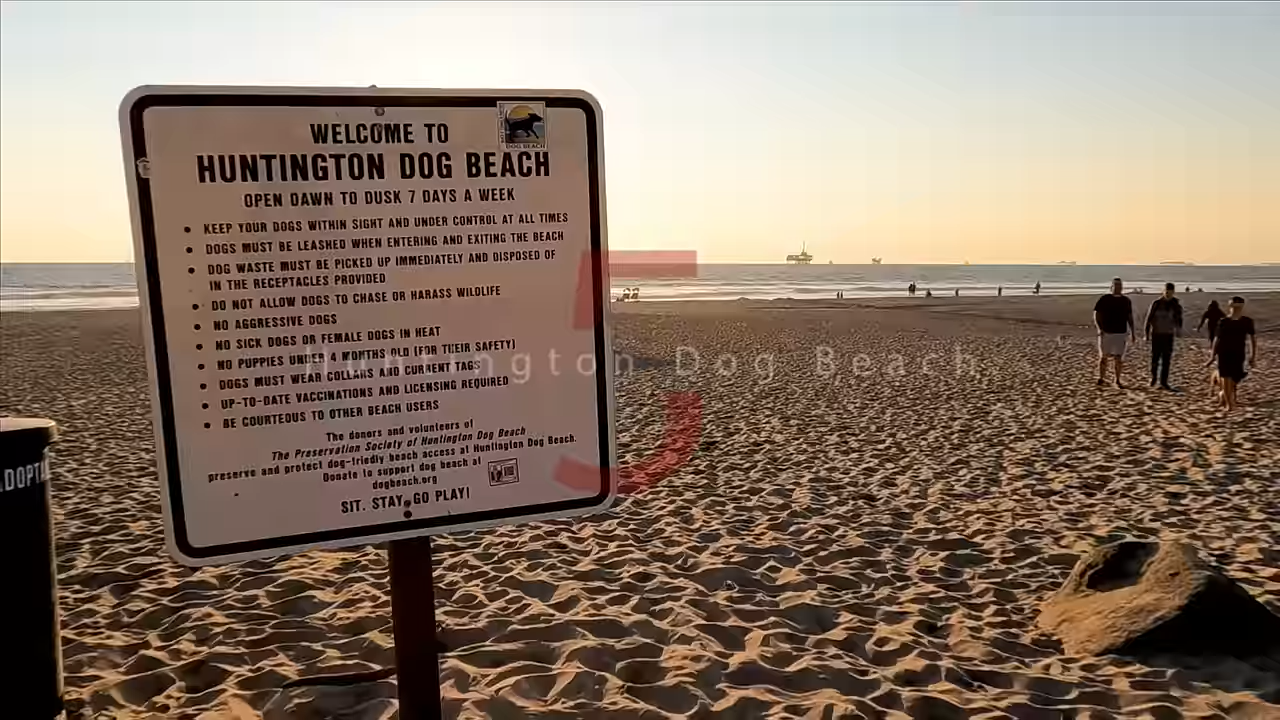 WELCOME TO
HUNTINGTON DOG BEACH
OPEN DAWN TO DUSK 7 DAYS A WEEK
• KEEP YOUR DOGS WITHIN SIGHT AND UNDER CONTROL AT ALL TIMES
• DOGS MUST BE LEASHED WHEN ENTERING AND EXITING THE BEACH
• DOG WASTE MUST BE PICKED UP IMMEDIATELY AND DISPOSED OF
IN THE RECEPTACLES PROVIDED
• DO NOT ALLOW DOGS TO CHASE OR HARASS WILDLIFE
• NO AGGRESSIVE DOGS
• NO SICK DOGS OR FEMALE DOGS IN HEAT
• NO PUPPIES UNDER 4 MONTHS OLD (FOR THEIR SAFETY)
• DOGS MUST WEAR COLLARS AND CURRENT TAGS
• UP-TO-DATE VACCINATIONS AND LICENSING REQUIRED
• BE COURTEOUS TO OTHER BEACH USERS
The donors and volunteers of
The Preservation Society of Huntington Dog Beach
preserve and protect dog-friedly beach access at Huntington Dog Beach.
Donate to support dog beach at
dogbeach.org
SIT. STAY. GO PLAY!
DOG BEACH
ADOPTA
5
Huntington Dog Beach